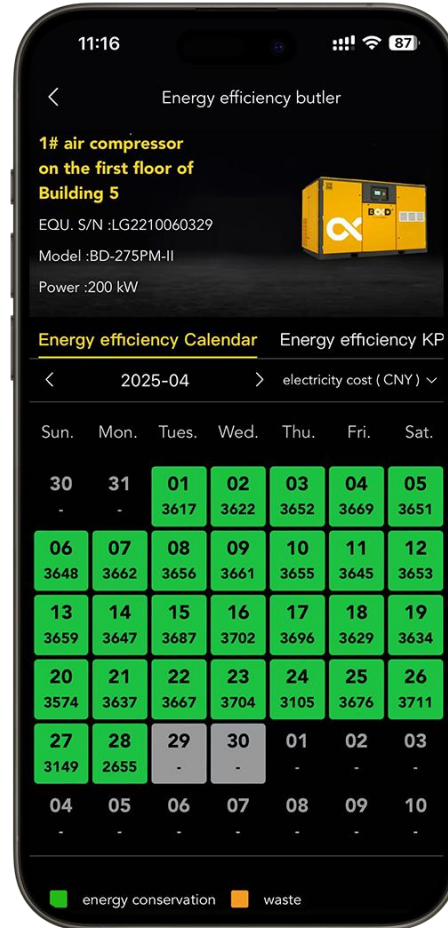 11:16
87
Energy efficiency butler
1# air compressor
on the first floor of
Building 5
BOLD
EQU. S/N :LG2210060329
Model :BD-275PM-II
Power :200 kW
Energy efficiency Calendar Energy efficiency KP
2025-04 electricity cost ( CNY )
Sun. Mon. Tues. Wed. Thu. Fri. Sat.
30 31 01 02 03 04 05
- - 3617 3622 3652 3669 3651
06 07 08 09 10 11 12
3648 3662 3656 3661 3655 3645 3653
13 14 15 16 17 18 19
3659 3647 3687 3702 3696 3629 3634
20 21 22 23 24 25 26
3574 3637 3667 3704 3105 3676 3711
27 28 29 30 01 02 03
3149 2655 - - - - -
04 05 06 07 08 09 10
- - - - - - -
energy conservation waste